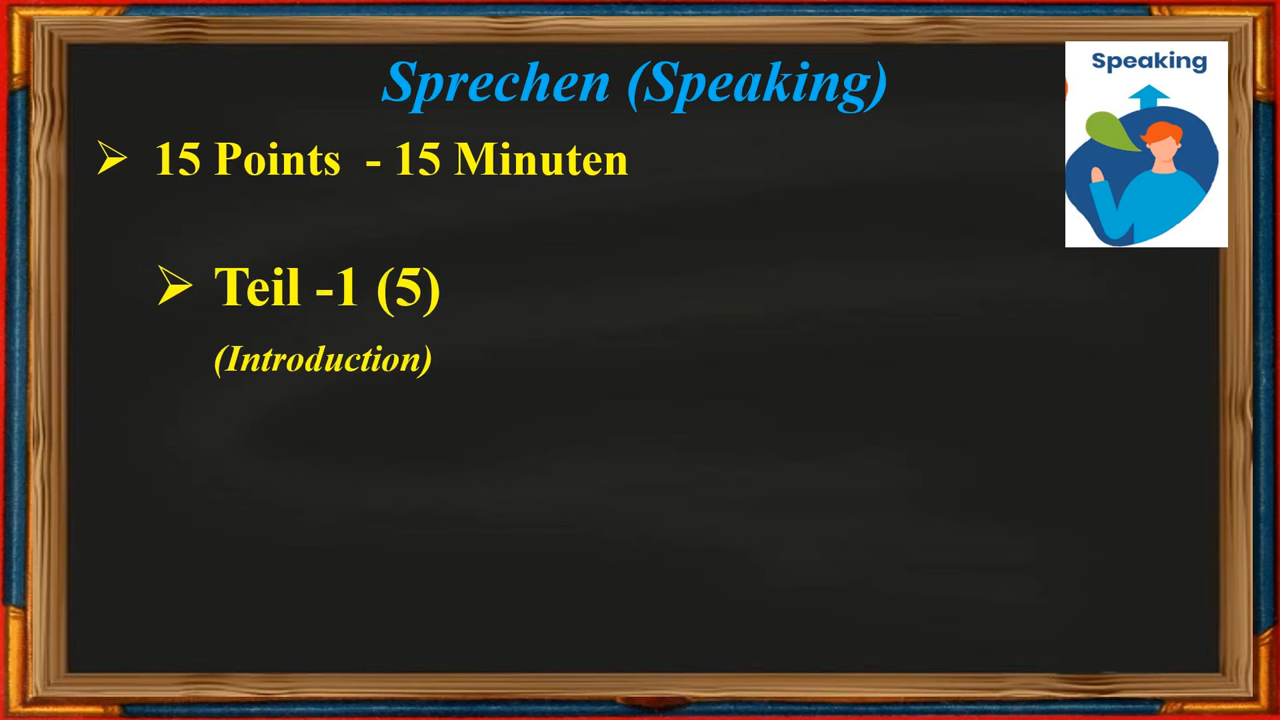 Sprechen (Speaking)
Speaking
➢ 15 Points - 15 Minuten
➢ Teil -1 (5)
(Introduction)